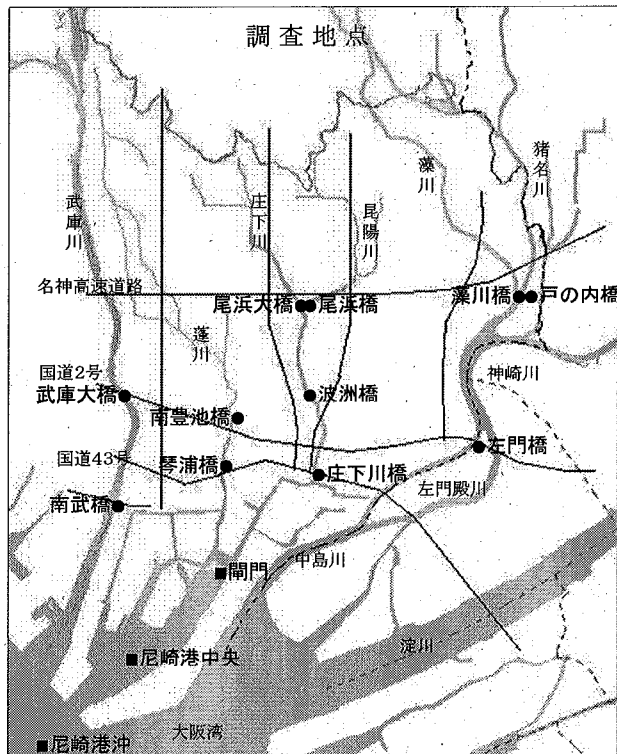 調査地点
猪名川
藻川
武庫川
庄下川
昆陽川
名神高速道路
尾浜大橋
尾浜橋
藻川橋
戸の内橋
蓬川
国道2号
武庫大橋
波洲橋
神崎川
南豊池橋
左門橋
国道43号
琴浦橋
庄下川橋
左門殿川
南武橋
中島川
閘門
淀川
尼崎港中央
大阪湾
尼崎港沖